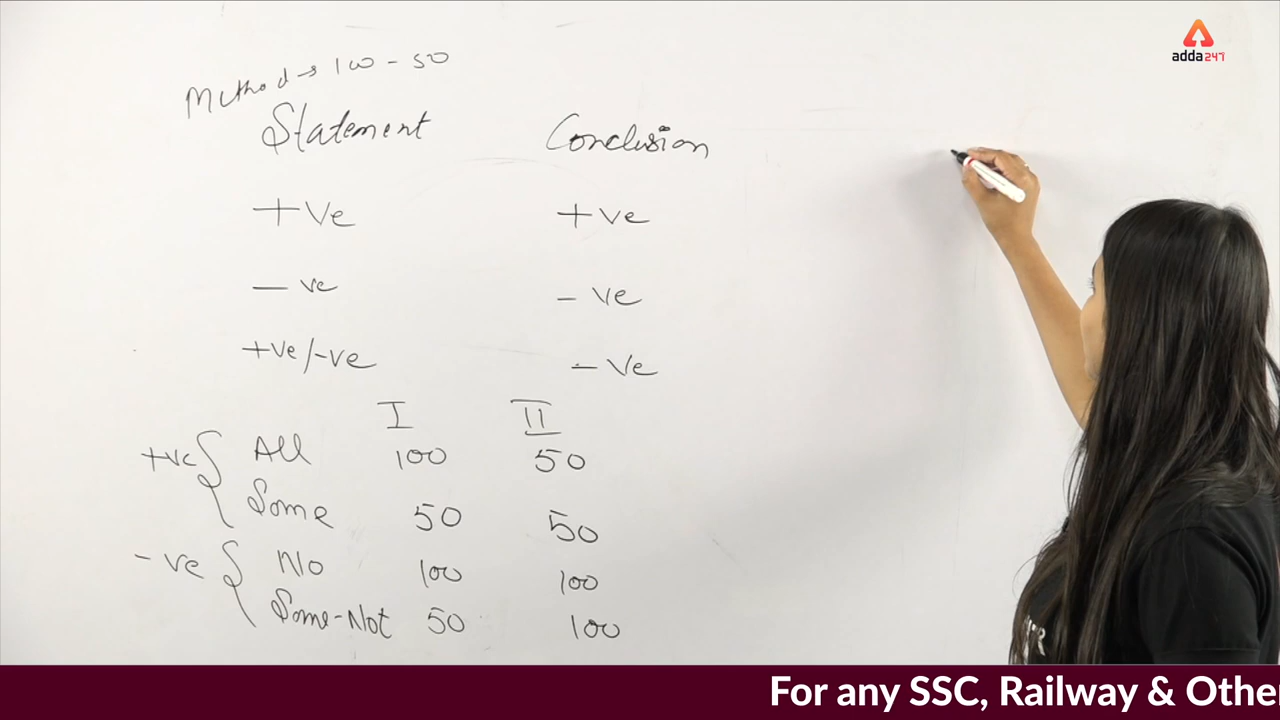 adda247
Method → 100 - 50
Statement Conclusion
+ve +ve
- ve - ve
+ve/-ve - ve
I II
+ve { All 100 50
Some 50 50
- ve { No 100 100
Some-Not 50 100
For any SSC, Railway & Othe